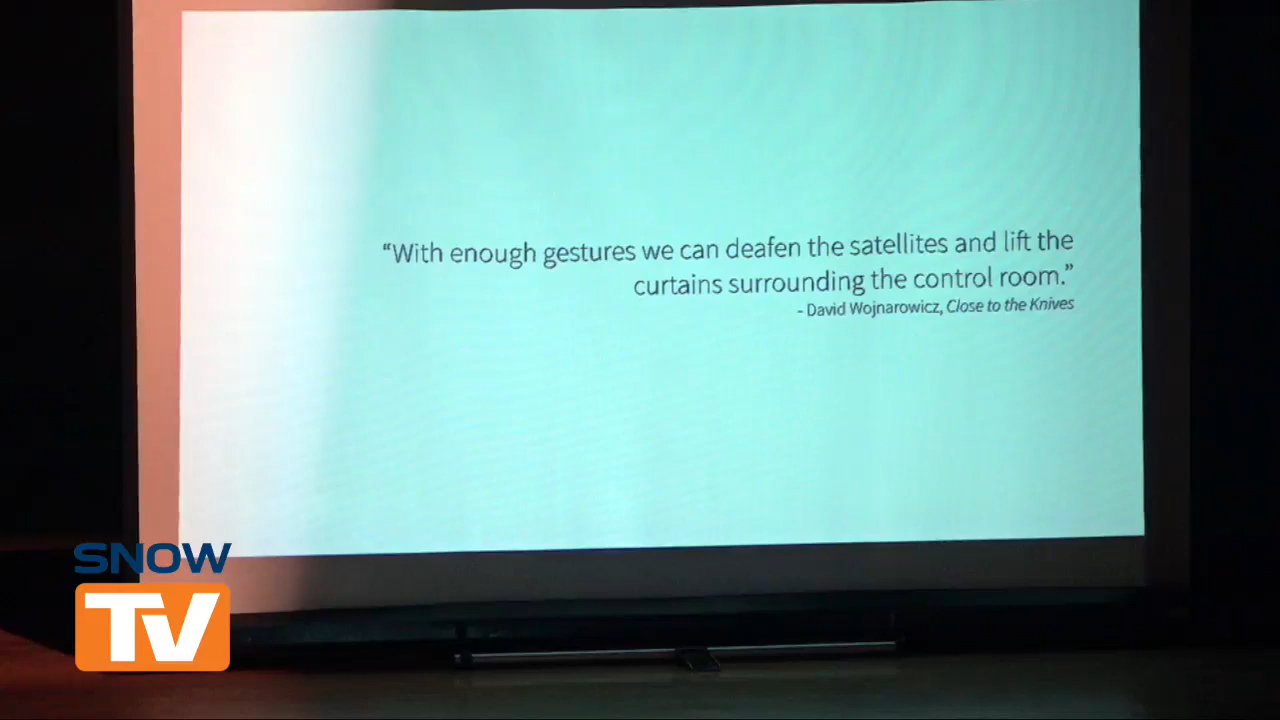 “With enough gestures we can deafen the satellites and lift the
curtains surrounding the control room.”
- David Wojnarowicz, Close to the Knives
SNOW
TV